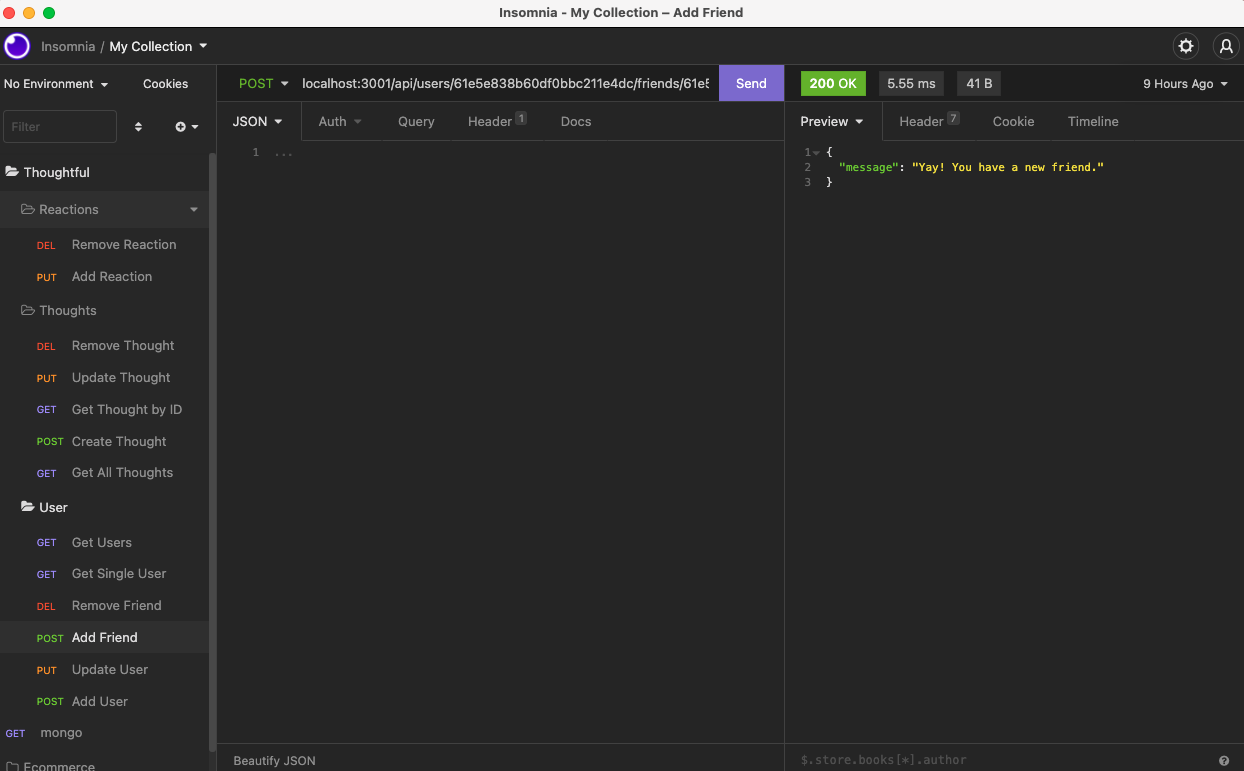 Insomnia - My Collection – Add Friend
Insomnia / My Collection
No Environment Cookies
POST localhost:3001/api/users/61e5e838b60df0bbc211e4dc/friends/61e5 Send
200 OK 5.55 ms 41 B 9 Hours Ago
Filter
JSON Auth Query Header 1 Docs
Preview Header 7 Cookie Timeline
1 ...
1 {
2 "message": "Yay! You have a new friend."
3 }
Thoughtful
Reactions
DEL Remove Reaction
PUT Add Reaction
Thoughts
DEL Remove Thought
PUT Update Thought
GET Get Thought by ID
POST Create Thought
GET Get All Thoughts
User
GET Get Users
GET Get Single User
DEL Remove Friend
POST Add Friend
PUT Update User
POST Add User
GET mongo
Ecommerce
Beautify JSON
$.store.books[*].author